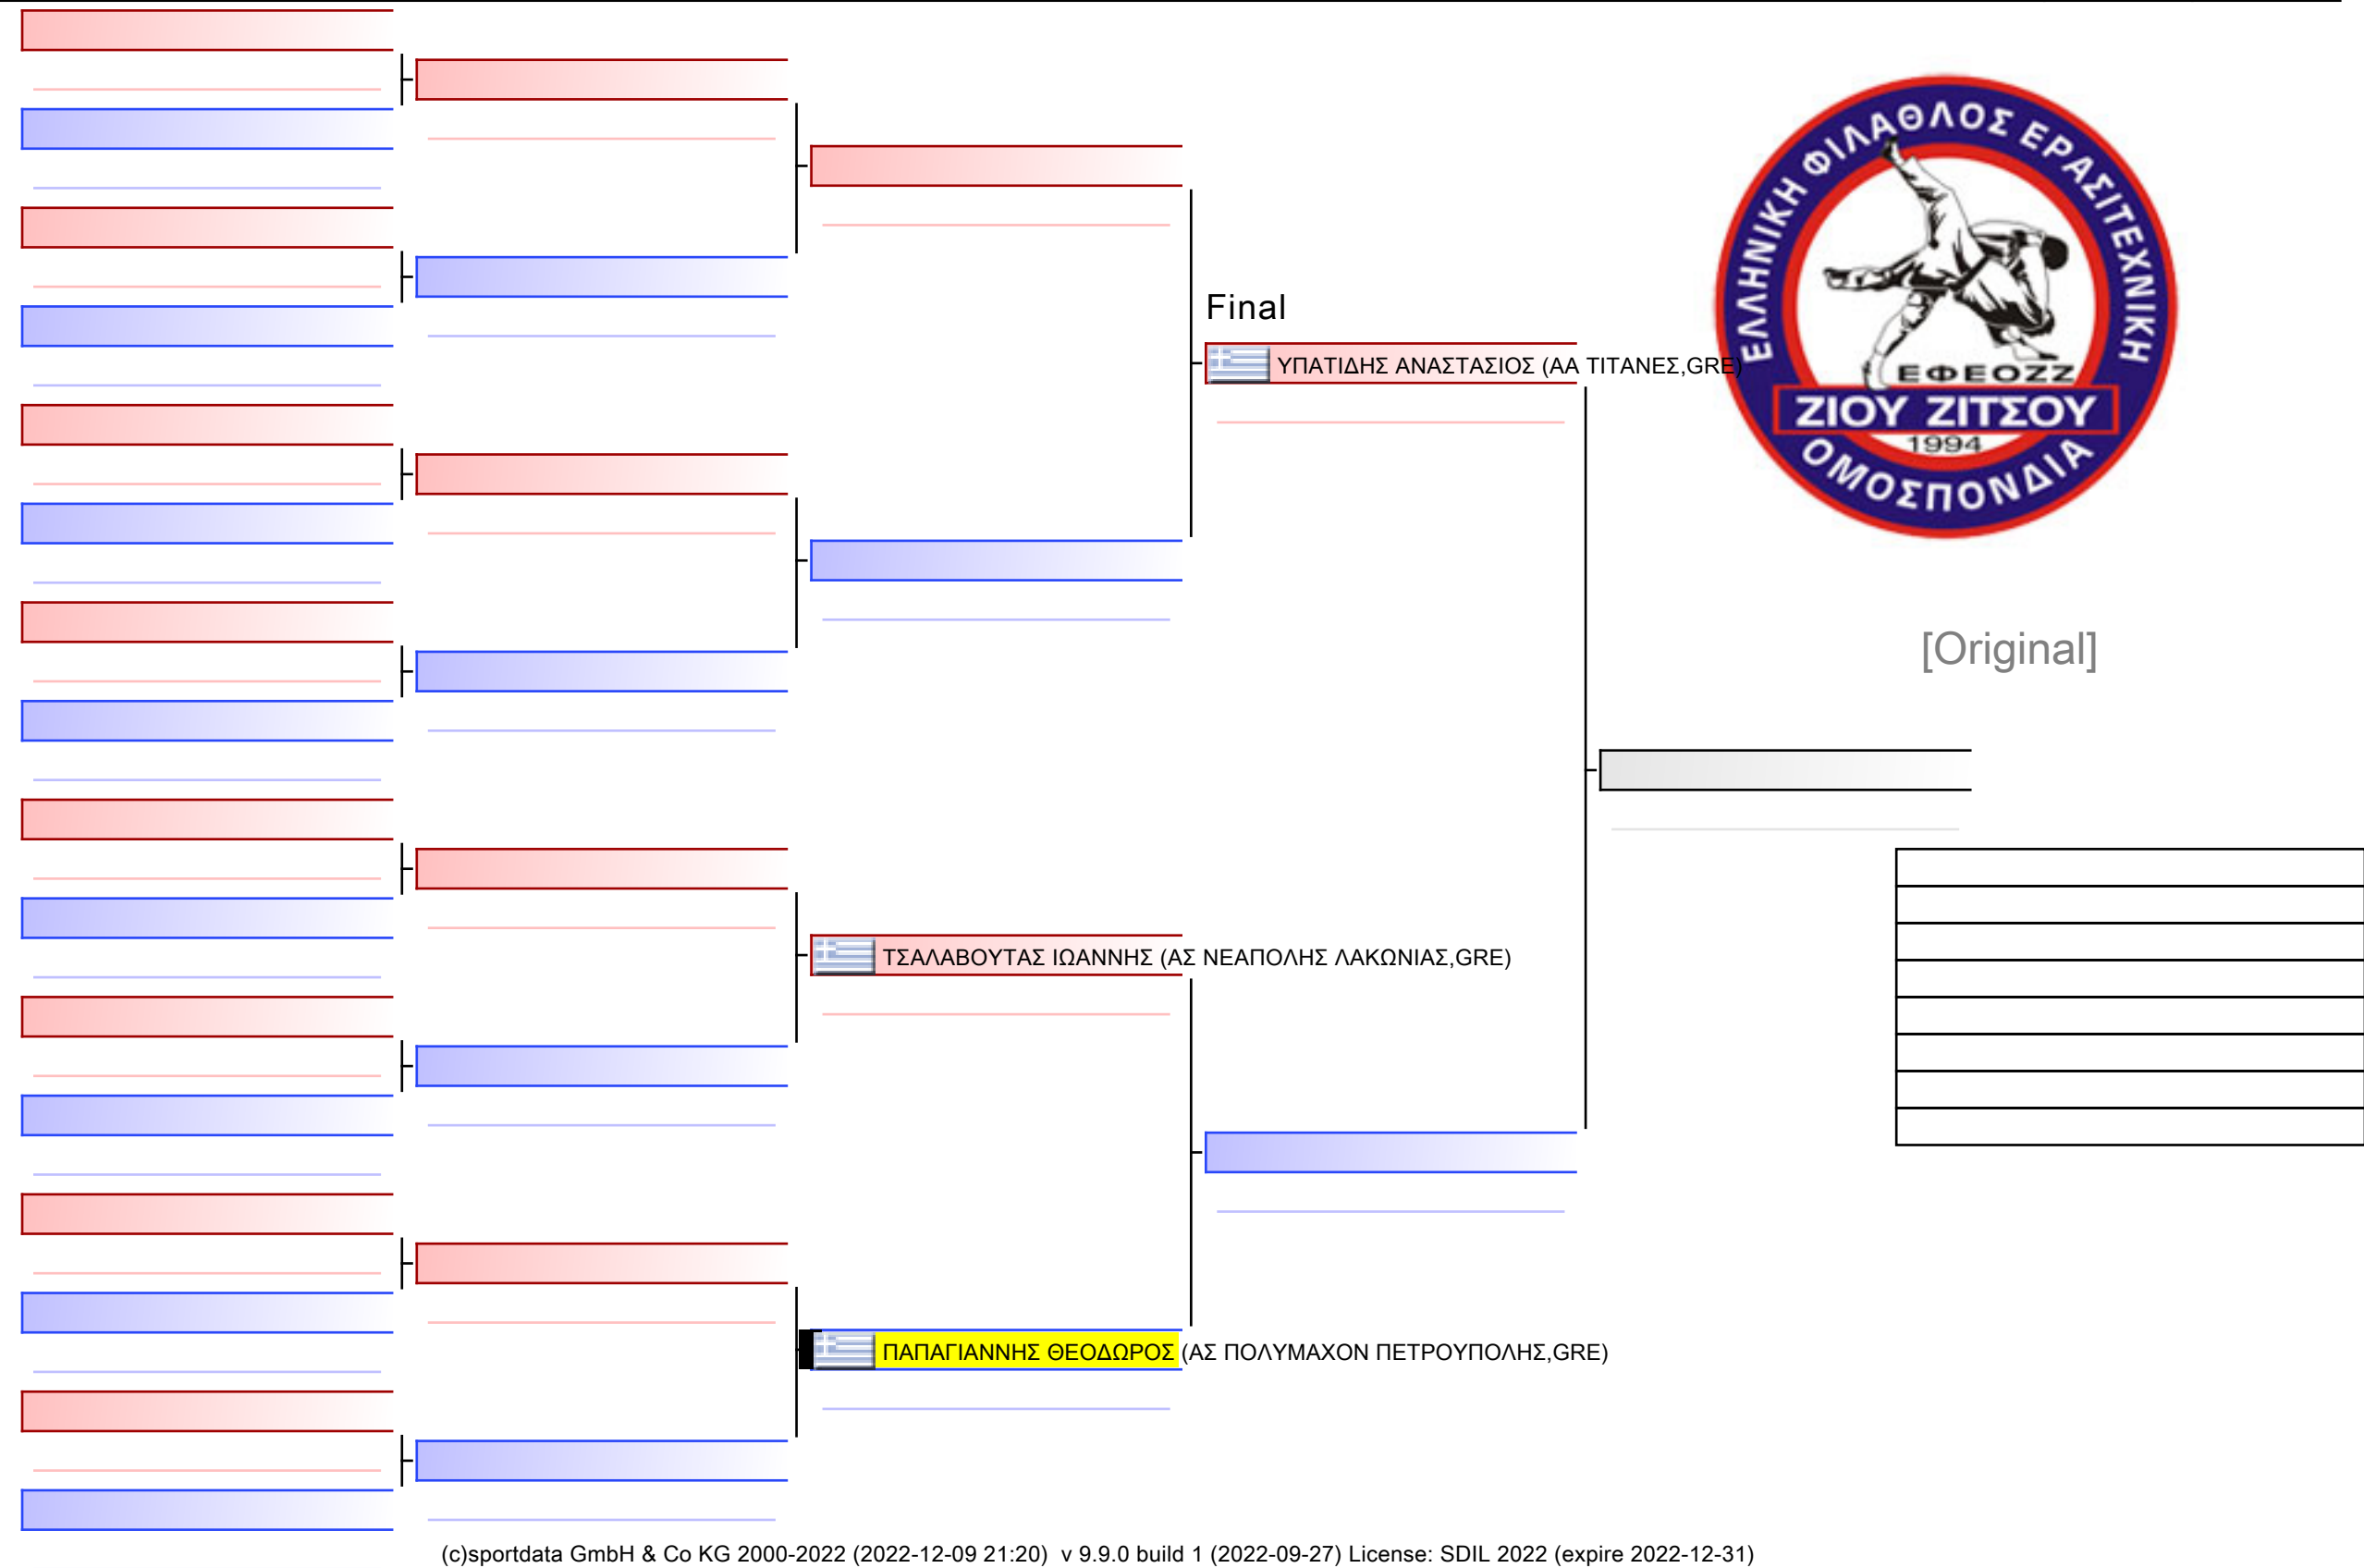 ΕΛΛΗΝΙΚΗ ΦΙΛΑΘΛΟΣ ΕΡΑΣΙΤΕΧΝΙΚΗ
Final
ΥΠΑΤΙΔΗΣ ΑΝΑΣΤΑΣΙΟΣ (ΑΑ ΤΙΤΑΝΕΣ,GRE)
ΕΦΕΟΖΖ
ΖΙΟΥ ΖΙΤΣΟΥ
1994
ΟΜΟΣΠΟΝΔΙΑ
[Original]
ΤΣΑΛΑΒΟΥΤΑΣ ΙΩΑΝΝΗΣ (ΑΣ ΝΕΑΠΟΛΗΣ ΛΑΚΩΝΙΑΣ,GRE)
ΠΑΠΑΓΙΑΝΝΗΣ ΘΕΟΔΩΡΟΣ (ΑΣ ΠΟΛΥΜΑΧΟΝ ΠΕΤΡΟΥΠΟΛΗΣ,GRE)
(c)sportdata GmbH & Co KG 2000-2022 (2022-12-09 21:20) v 9.9.0 build 1 (2022-09-27) License: SDIL 2022 (expire 2022-12-31)